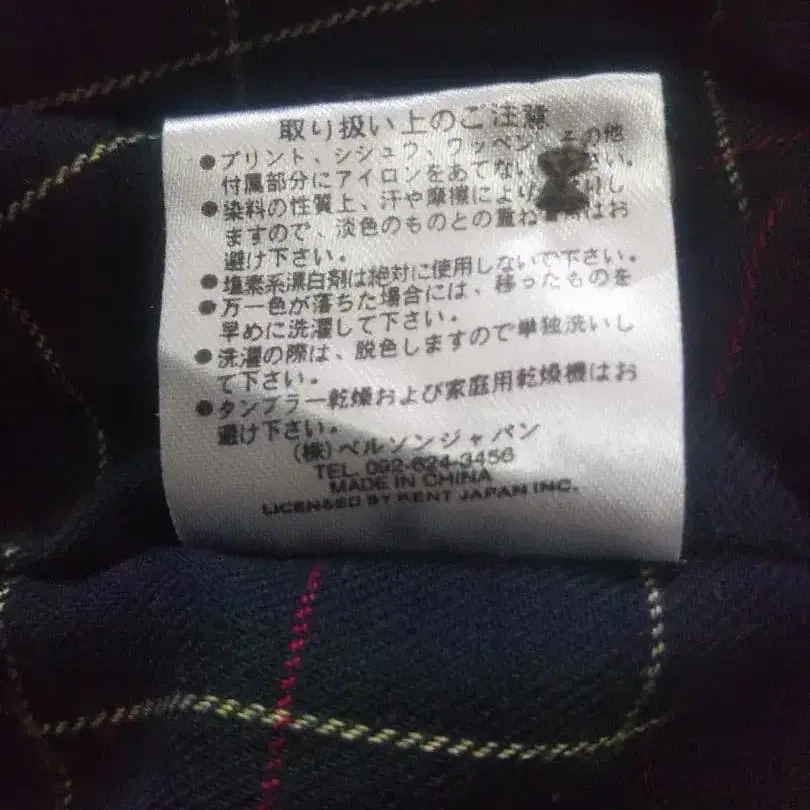 取り扱い上のご注意
●プリント、シシュウ、ワッペン、その他
付属部分にアイロンをあてない さい。
●染料の性質上、汗や摩擦により し
ますので、淡色のものとの重ね はお
避け下さい。
●塩素系漂白剤は絶対に使用しないで下さい。
●万一色が落ちた場合には、移ったものを
早めに洗濯して下さい。
●洗濯の際は、脱色しますので単独洗いし
て下さい。
●タンブラー乾燥および家庭用乾燥機はお
避け下さい。
(株)ベルソンジャパン
TEL. 092-624-3456
MADE IN CHINA
LICENSED BY KENT JAPAN INC.